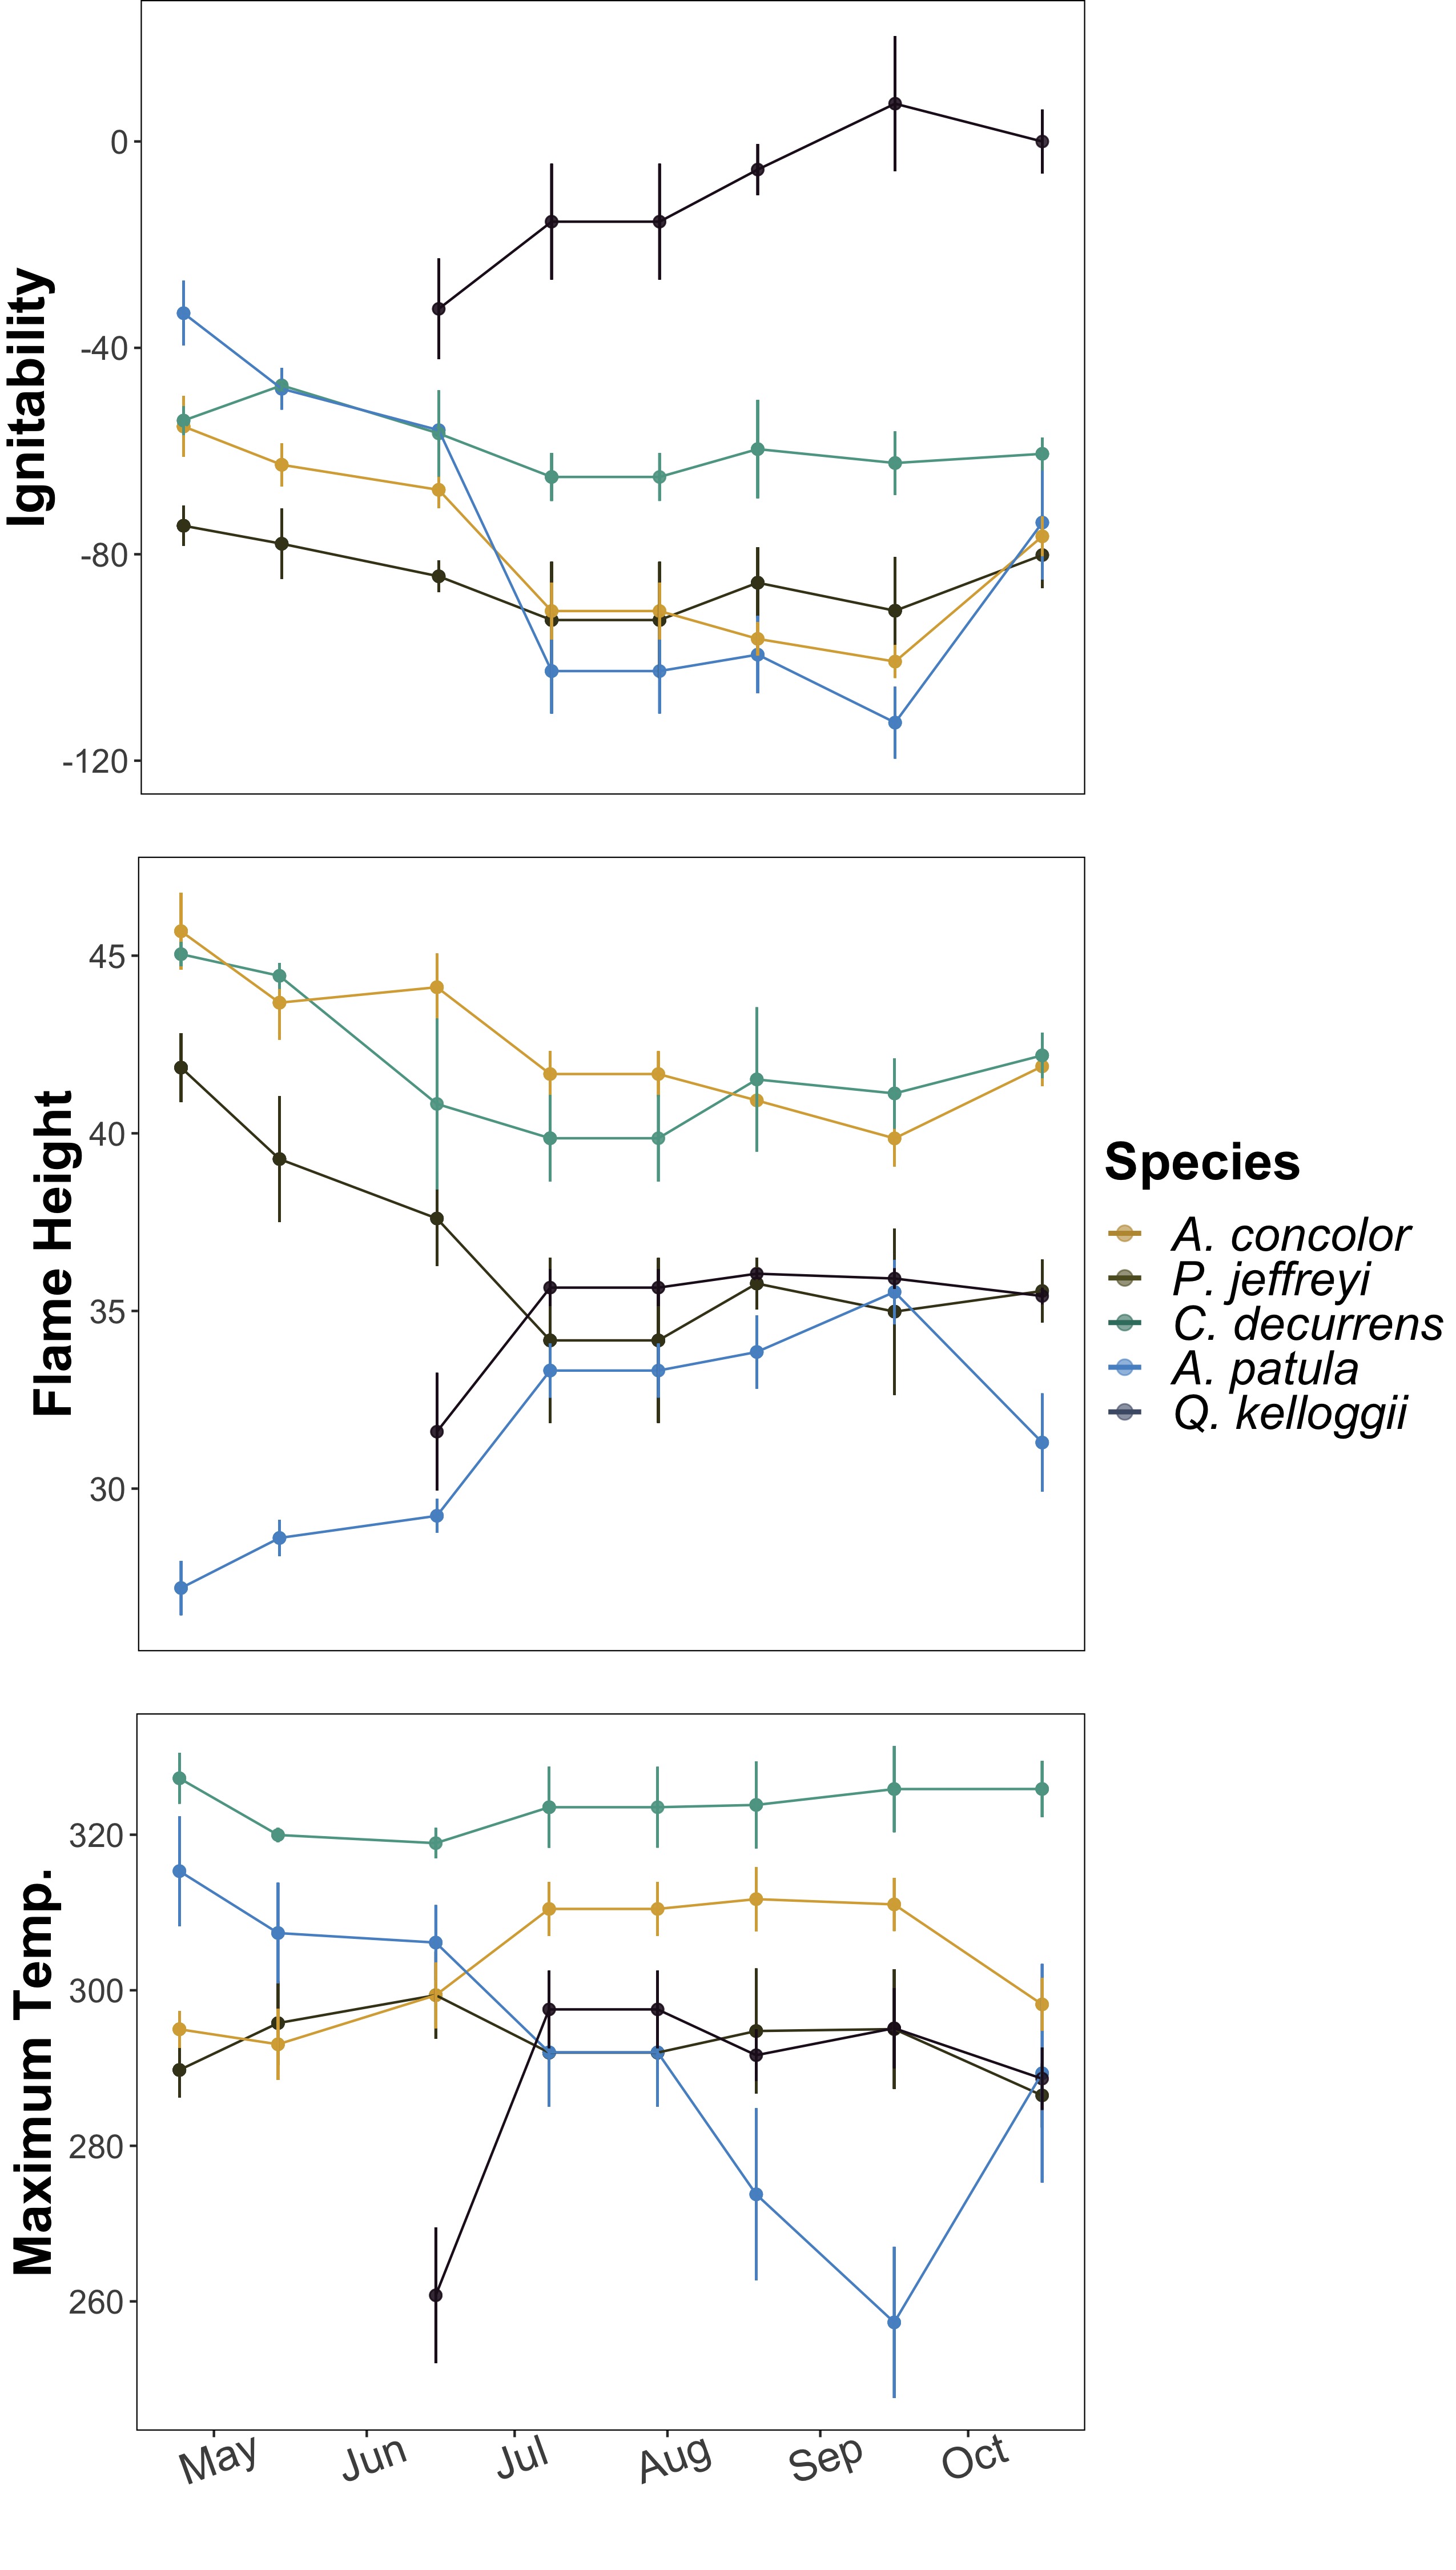 Ignitability
0
-40
-80
-120
Flame Height
45
40
35
30
Species
A. concolor
P. jeffreyi
C. decurrens
A. patula
Q. kelloggii
Maximum Temp.
320
300
280
260
May Jun Jul Aug Sep Oct